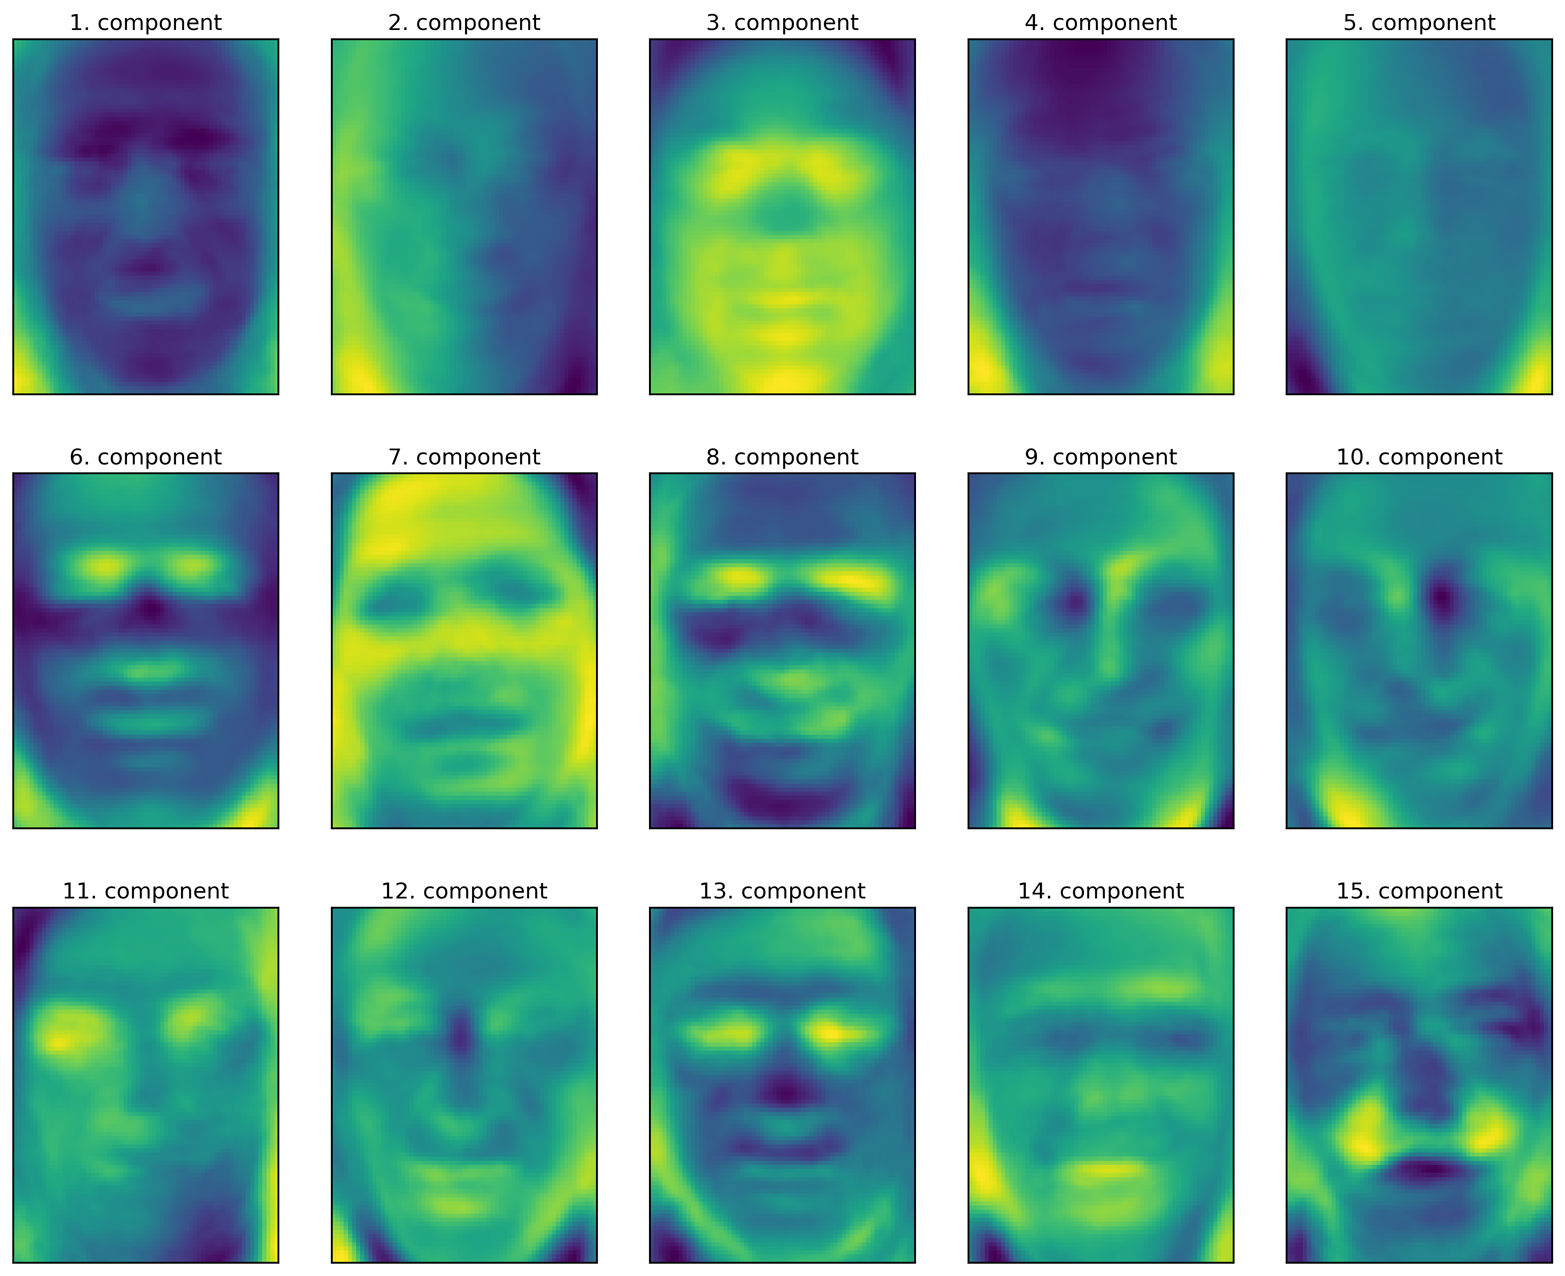 1. component
2. component
3. component
4. component
5. component
6. component
7. component
8. component
9. component
10. component
11. component
12. component
13. component
14. component
15. component